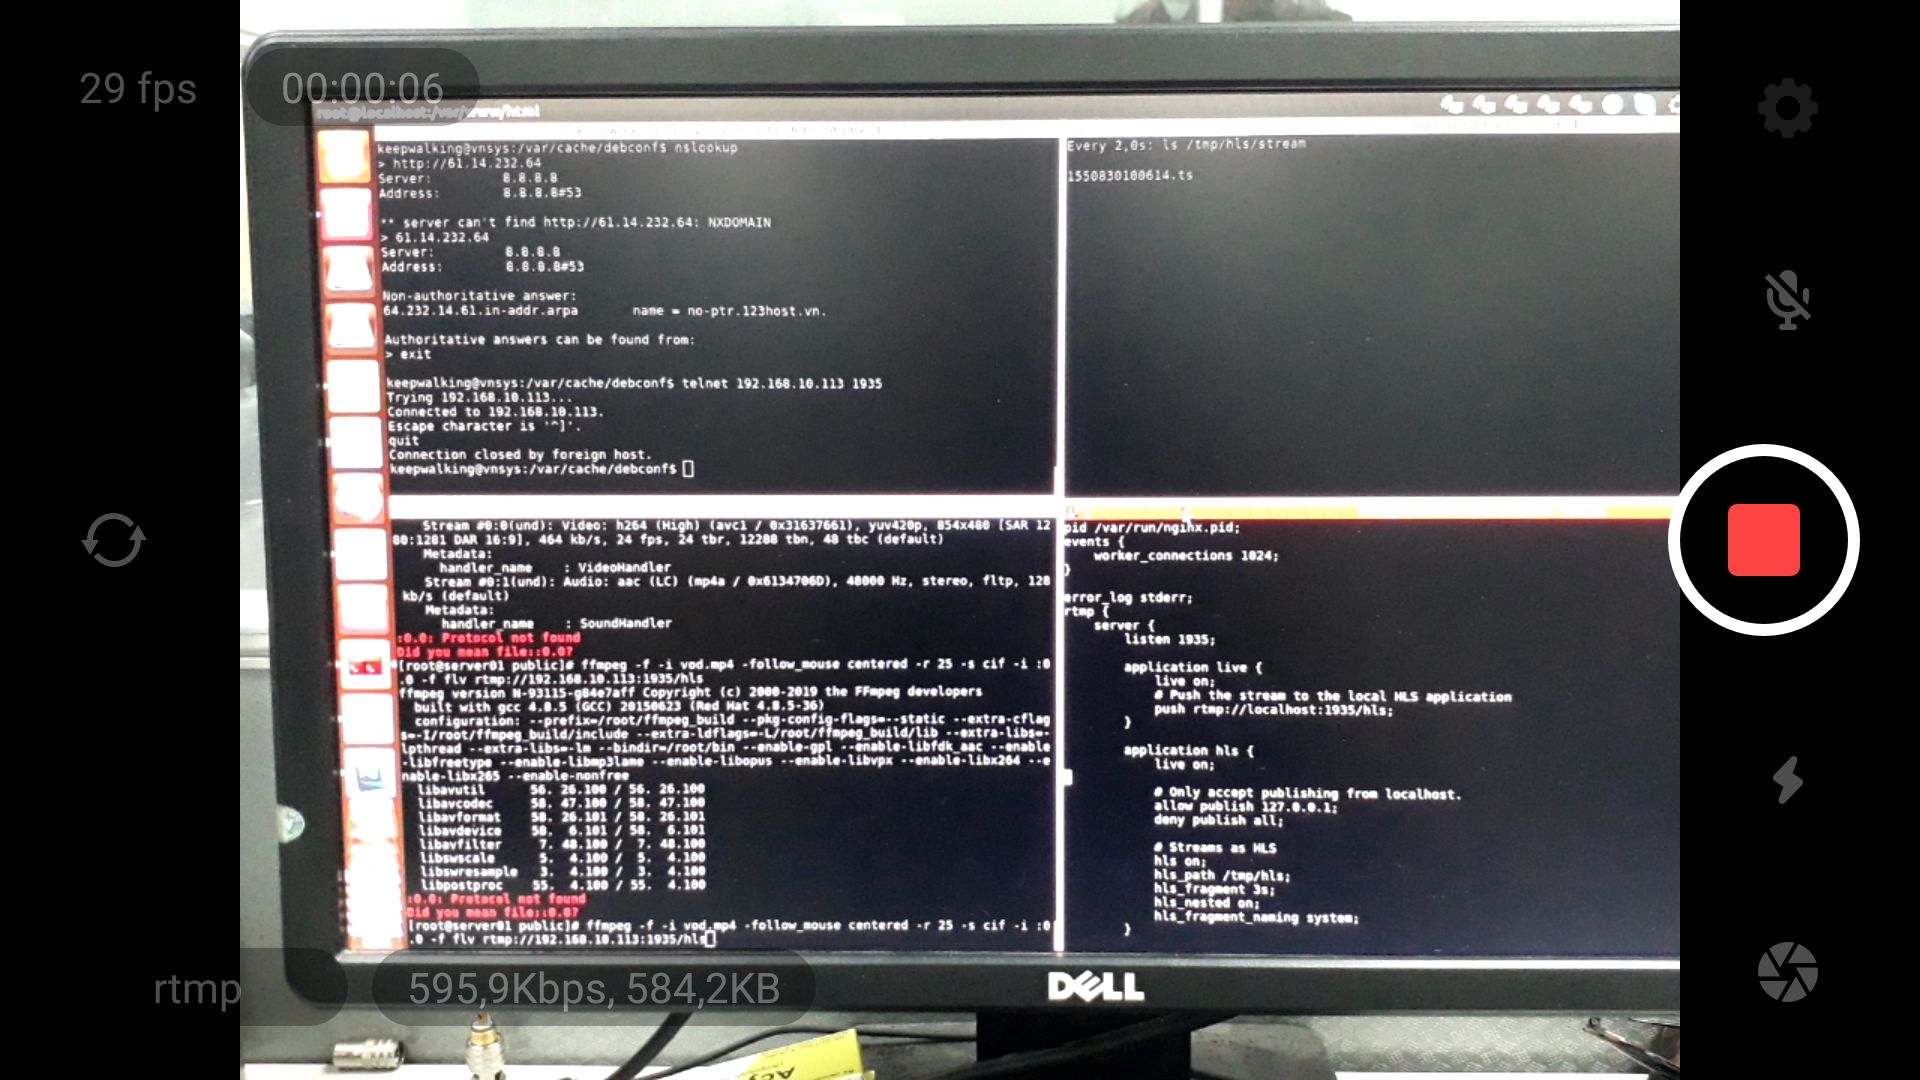 29 fps
00:00:06
root@localhost:/var/www/html
keepwalking@vnsys:/var/cache/debconf$ nslookup
> http://61.14.232.64
Server: 8.8.8.8
Address: 8.8.8.8#53
** server can't find http://61.14.232.64: NXDOMAIN
> 61.14.232.64
Server: 8.8.8.8
Address: 8.8.8.8#53
Non-authoritative answer:
64.232.14.61.in-addr.arpa name = no-ptr.123host.vn.
Authoritative answers can be found from:
> exit
keepwalking@vnsys:/var/cache/debconf$ telnet 192.168.10.113 1935
Trying 192.168.10.113...
Connected to 192.168.10.113.
Escape character is '^]'.
quit
Connection closed by foreign host.
keepwalking@vnsys:/var/cache/debconf$
Every 2,0s: ls /tmp/hls/stream
1550830100614.ts
Stream #0:0(und): Video: h264 (High) (avc1 / 0x31637661), yuv420p, 854x480 [SAR 12
80:1281 DAR 16:9], 464 kb/s, 24 fps, 24 tbr, 12288 tbn, 48 tbc (default)
Metadata:
handler_name : VideoHandler
Stream #0:1(und): Audio: aac (LC) (mp4a / 0x6134706D), 48000 Hz, stereo, fltp, 128
kb/s (default)
Metadata:
handler_name : SoundHandler
:0.0: Protocol not found
Did you mean file::0.0?
[root@server01 public]# ffmpeg -f -i vod.mp4 -follow_mouse centered -r 25 -s cif -i :0
.0 -f flv rtmp://192.168.10.113:1935/hls
ffmpeg version N-93115-g84e7aff Copyright (c) 2000-2019 the FFmpeg developers
built with gcc 4.8.5 (GCC) 20150623 (Red Hat 4.8.5-36)
configuration: --prefix=/root/ffmpeg_build --pkg-config-flags=--static --extra-cflag
s=-I/root/ffmpeg_build/include --extra-ldflags=-L/root/ffmpeg_build/lib --extra-libs=-
lpthread --extra-libs=-lm --bindir=/root/bin --enable-gpl --enable-libfdk_aac --enable
-libfreetype --enable-libmp3lame --enable-libopus --enable-libvpx --enable-libx264 --e
nable-libx265 --enable-nonfree
libavutil 56. 26.100 / 56. 26.100
libavcodec 58. 47.100 / 58. 47.100
libavformat 58. 26.101 / 58. 26.101
libavdevice 58. 6.101 / 58. 6.101
libavfilter 7. 48.100 / 7. 48.100
libswscale 5. 4.100 / 5. 4.100
libswresample 3. 4.100 / 3. 4.100
libpostproc 55. 4.100 / 55. 4.100
:0.0: Protocol not found
Did you mean file::0.0?
[root@server01 public]# ffmpeg -f -i vod.mp4 -follow_mouse centered -r 25 -s cif -i :0
.0 -f flv rtmp://192.168.10.113:1935/hls
pid /var/run/nginx.pid;
events {
worker_connections 1024;
}
error_log stderr;
rtmp {
server {
listen 1935;
application live {
live on;
# Push the stream to the local HLS application
push rtmp://localhost:1935/hls;
}
application hls {
live on;
# Only accept publishing from localhost.
allow publish 127.0.0.1;
deny publish all;
# Streams as HLS
hls on;
hls_path /tmp/hls;
hls_fragment 3s;
hls_nested on;
hls_fragment_naming system;
}
DELL
rtmp
595,9Kbps, 584,2KB